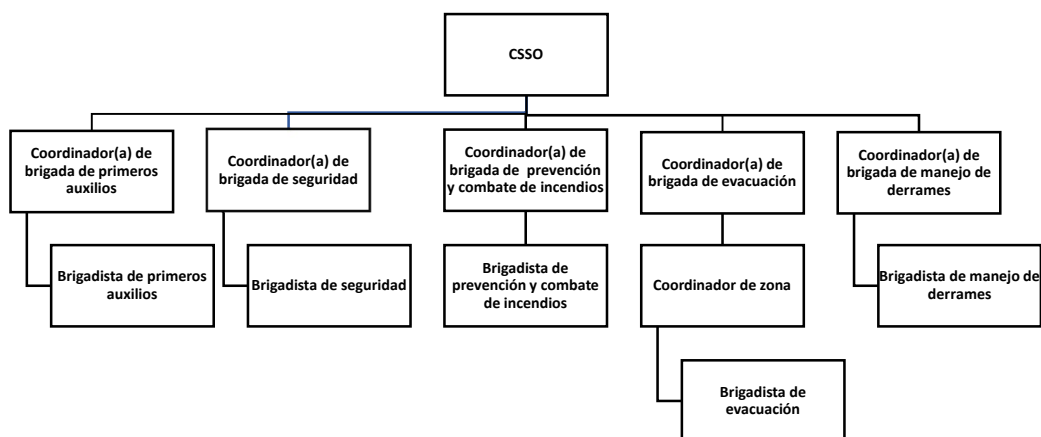 CSSO
Coordinador(a) de
brigada de primeros
auxilios
Coordinador(a) de
brigada de seguridad
Coordinador(a) de
brigada de prevención
y combate de incendios
Coordinador(a) de
brigada de evacuación
Coordinador(a) de
brigada de manejo de
derrames
Brigadista de primeros
auxilios
Brigadista de seguridad
Brigadista de
prevención y combate
de incendios
Coordinador de zona
Brigadista de manejo de
derrames
Brigadista de
evacuación